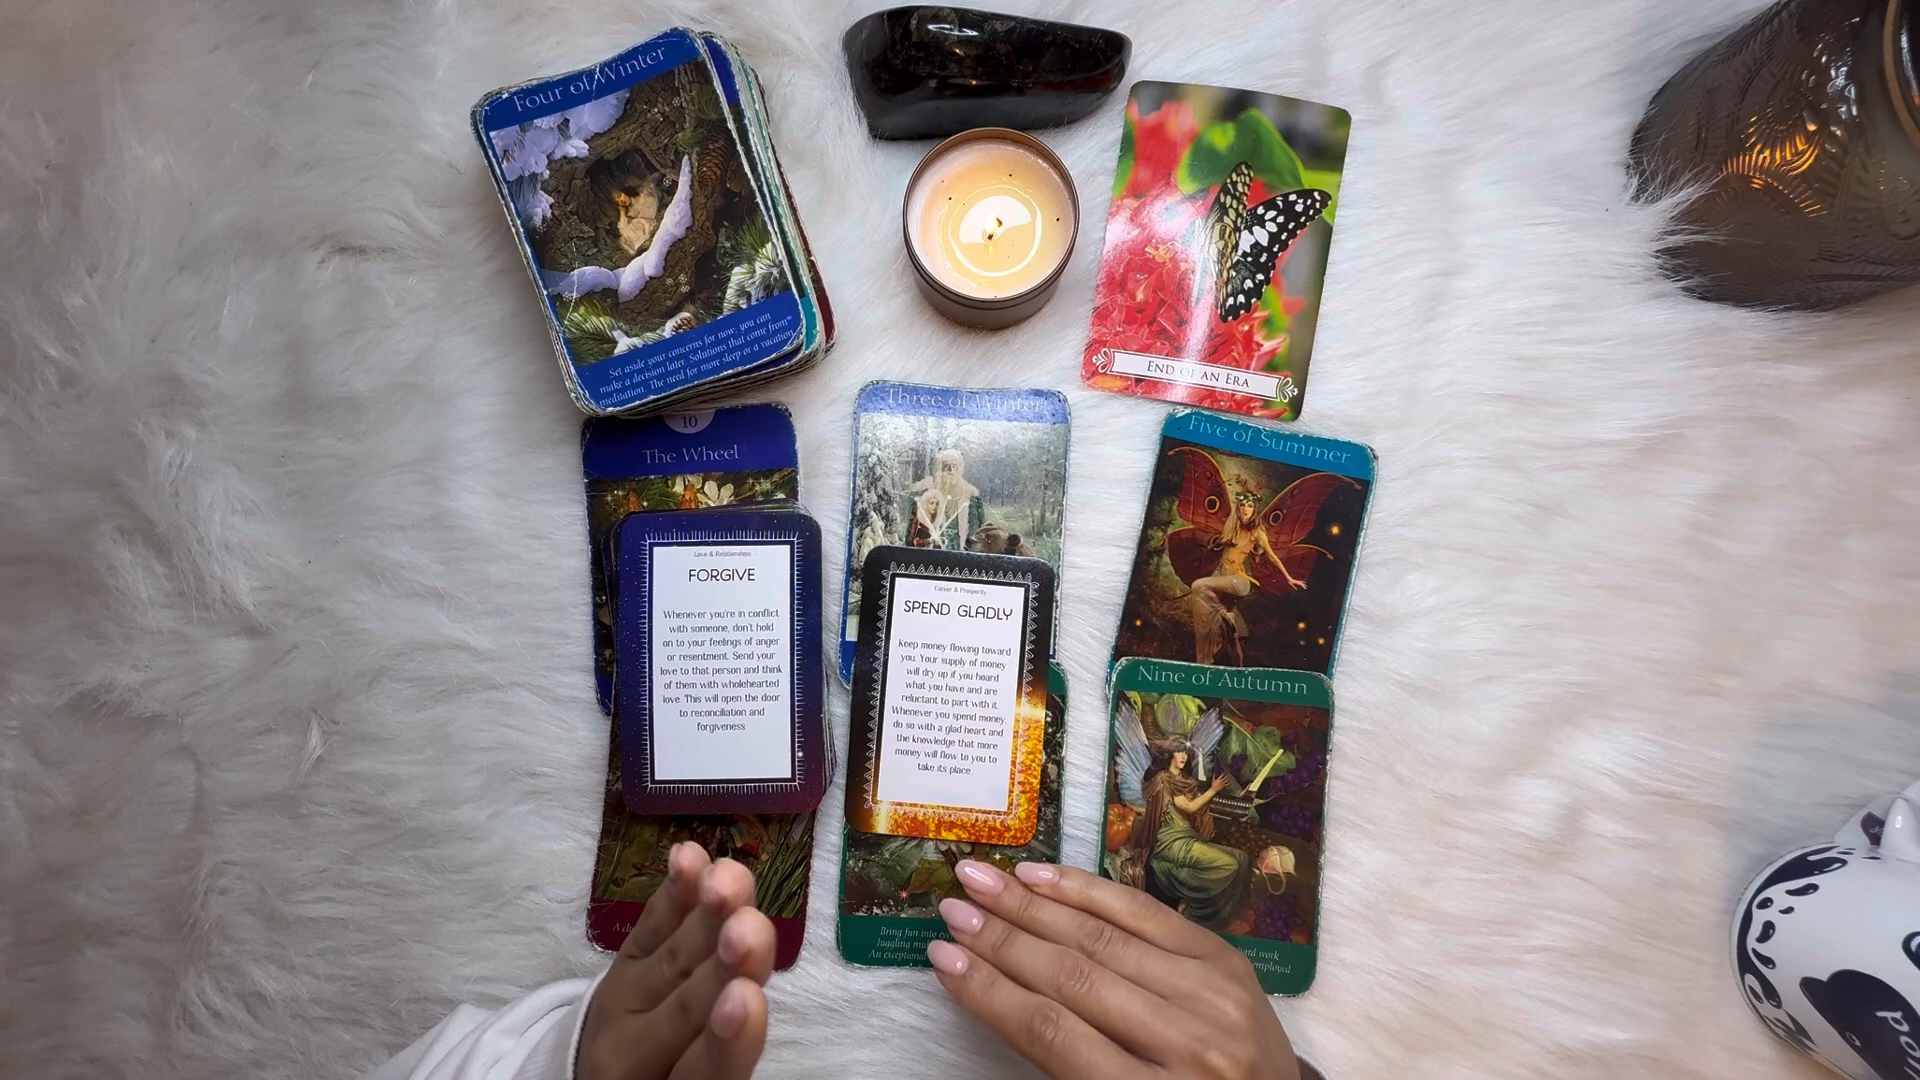 Four of Winter
Set aside your concerns for now; you can
make a decision later. Solutions that come from
meditation. The need for more sleep or a vacation.
END OF AN ERA
10
The Wheel
Three of Winter
Five of Summer
Love & Relationships
FORGIVE
Whenever you're in conflict
with someone, don't hold
on to your feelings of anger
or resentment. Send your
love to that person and think
of them with wholehearted
love. This will open the door
to reconciliation and
forgiveness.
Career & Prosperity
SPEND GLADLY
Keep money flowing toward
you. Your supply of money
will dry up if you hoard
what you have and are
reluctant to part with it.
Whenever you spend money,
do so with a glad heart and
the knowledge that more
money will flow to you to
take its place.
Nine of Autumn
A
Bring fun into
Juggling
An exceptional
hard work
employed